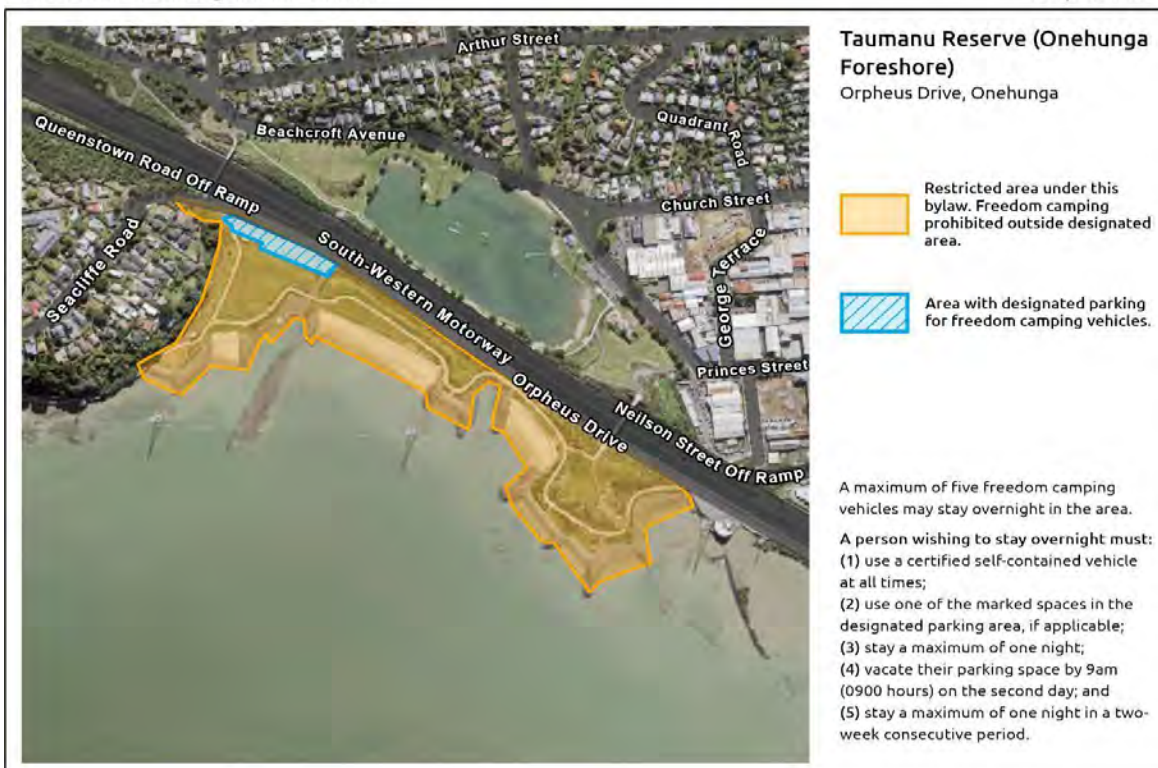 Taumanu Reserve (Onehunga
Foreshore)
Orpheus Drive, Onehunga
Arthur Street
Beachcroft Avenue
Quadrant Road
Queenstown Road Off Ramp
Church Street
Seacliffe Road
South-Western Motorway
George Terrace
Princes Street
Orpheus Drive
Neilson Street Off Ramp
Restricted area under this
bylaw. Freedom camping
prohibited outside designated
area.
Area with designated parking
for freedom camping vehicles.
A maximum of five freedom camping
vehicles may stay overnight in the area.
A person wishing to stay overnight must:
(1) use a certified self-contained vehicle
at all times;
(2) use one of the marked spaces in the
designated parking area, if applicable;
(3) stay a maximum of one night;
(4) vacate their parking space by 9am
(0900 hours) on the second day; and
(5) stay a maximum of one night in a two-
week consecutive period.